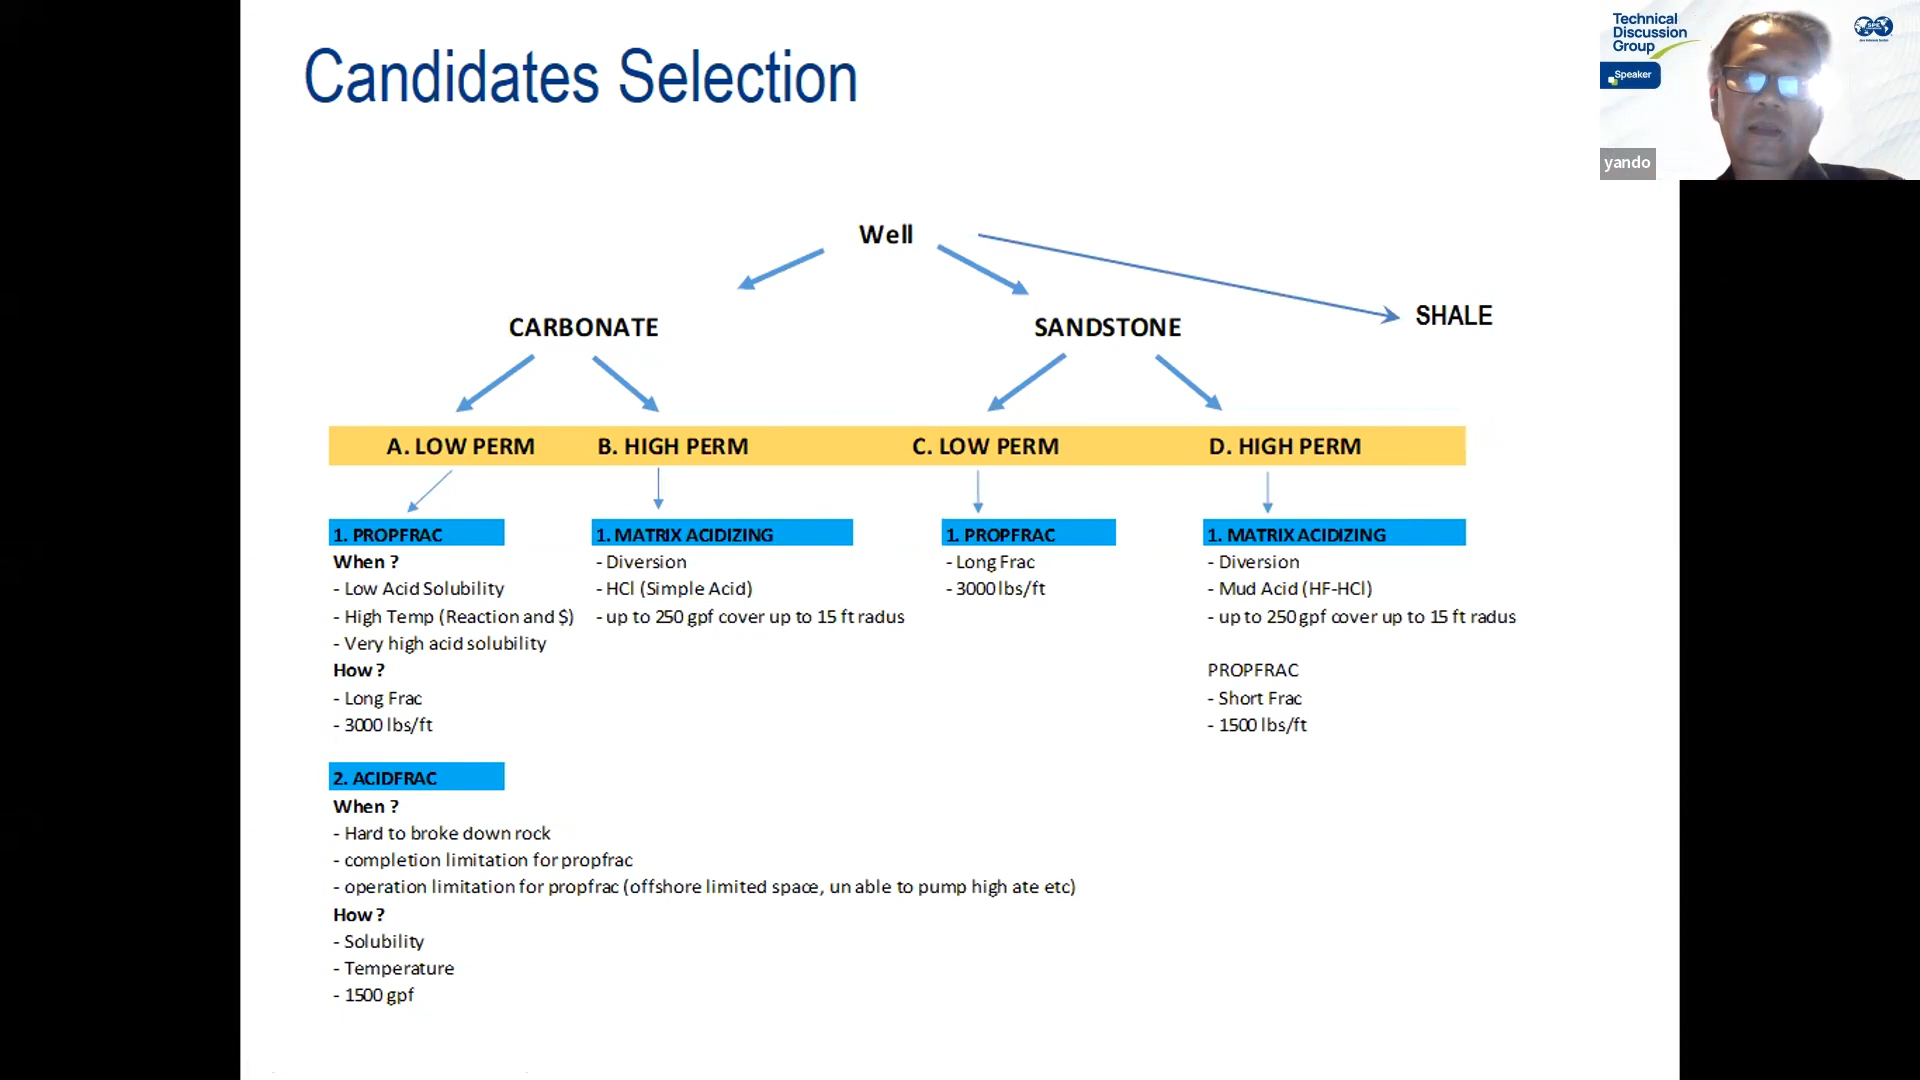 Candidates Selection
Technical
Discussion
Group
Speaker
SPE
yando
Well
CARBONATE
SANDSTONE
SHALE
A. LOW PERM
B. HIGH PERM
C. LOW PERM
D. HIGH PERM
1. PROPFRAC
When ?
- Low Acid Solubility
- High Temp (Reaction and $)
- Very high acid solubility
How ?
- Long Frac
- 3000 lbs/ft
2. ACIDFRAC
When ?
- Hard to broke down rock
- completion limitation for propfrac
- operation limitation for propfrac (offshore limited space, un able to pump high ate etc)
How ?
- Solubility
- Temperature
- 1500 gpf
1. MATRIX ACIDIZING
- Diversion
- HCl (Simple Acid)
- up to 250 gpf cover up to 15 ft radus
1. PROPFRAC
- Long Frac
- 3000 lbs/ft
1. MATRIX ACIDIZING
- Diversion
- Mud Acid (HF-HCl)
- up to 250 gpf cover up to 15 ft radus
PROPFRAC
- Short Frac
- 1500 lbs/ft